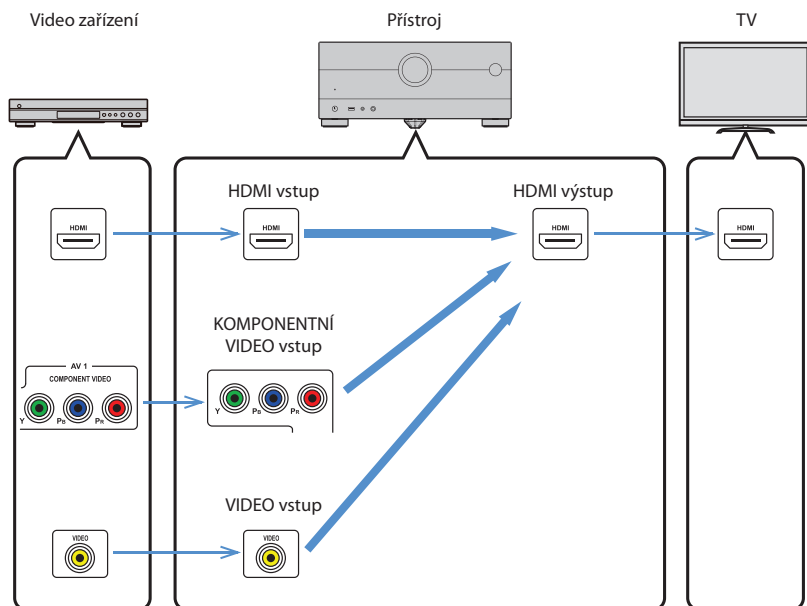 Video zařízení
Přístroj
TV
HDMI vstup
HDMI výstup
HDMI
HDMI
HDMI
HDMI
KOMPONENTNÍ
VIDEO vstup
AV 1
COMPONENT VIDEO
Y PB PR
Y PB PR
VIDEO vstup
VIDEO
VIDEO